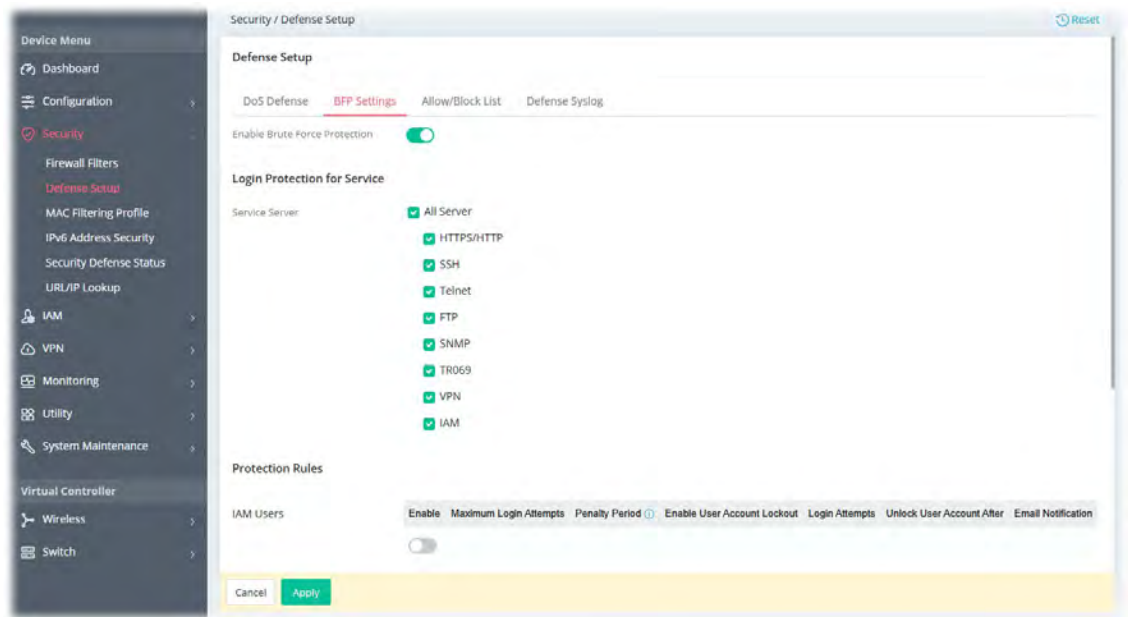 Security / Defense Setup
Reset
Device Menu
Dashboard
Configuration
Security
Firewall Filters
Defense Setup
MAC Filtering Profile
IPv6 Address Security
Security Defense Status
URL/IP Lookup
IAM
VPN
Monitoring
Utility
System Maintenance
Virtual Controller
Wireless
Switch
Defense Setup
DoS Defense BFP Settings Allow/Block List Defense Syslog
Enable Brute Force Protection
Login Protection for Service
Service Server
All Server
HTTPS/HTTP
SSH
Telnet
FTP
SNMP
TR069
VPN
IAM
Protection Rules
IAM Users
Enable Maximum Login Attempts Penalty Period Enable User Account Lockout Login Attempts Unlock User Account After Email Notification
Cancel Apply